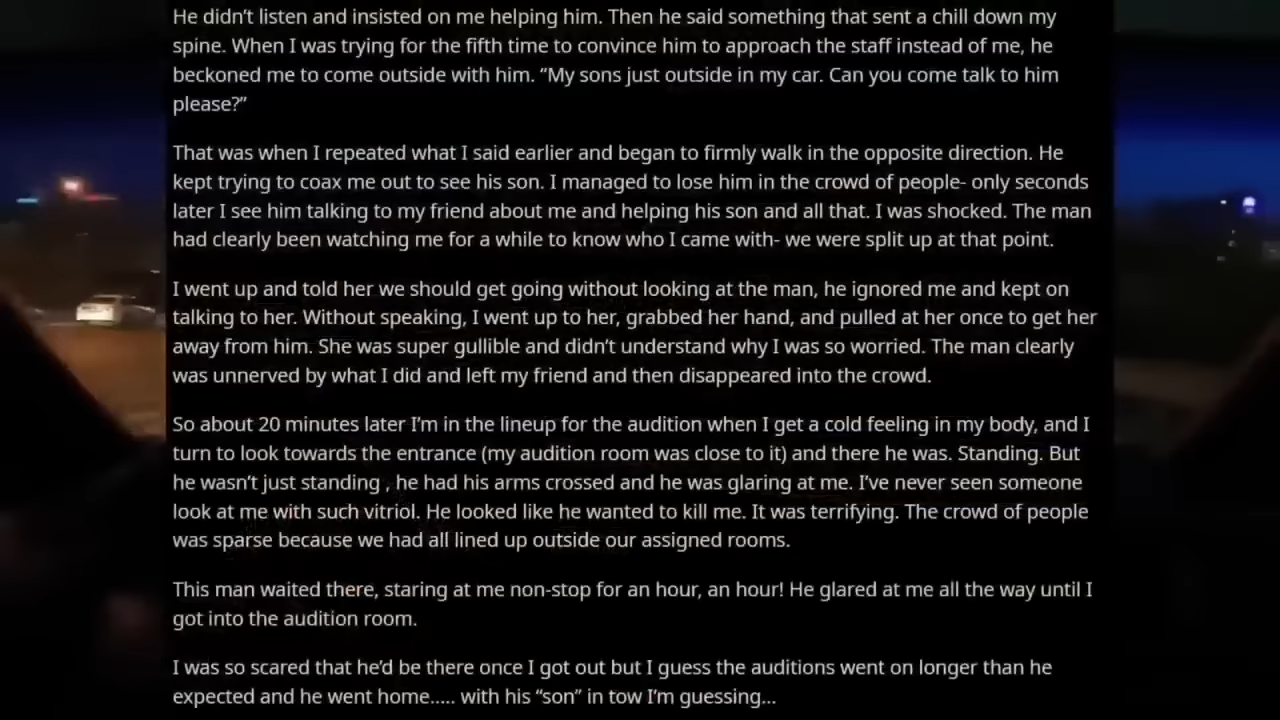 He didn’t listen and insisted on me helping him. Then he said something that sent a chill down my
spine. When I was trying for the fifth time to convince him to approach the staff instead of me, he
beckoned me to come outside with him. “My sons just outside in my car. Can you come talk to him
please?”
That was when I repeated what I said earlier and began to firmly walk in the opposite direction. He
kept trying to coax me out to see his son. I managed to lose him in the crowd of people- only seconds
later I see him talking to my friend about me and helping his son and all that. I was shocked. The man
had clearly been watching me for a while to know who I came with- we were split up at that point.
I went up and told her we should get going without looking at the man, he ignored me and kept on
talking to her. Without speaking, I went up to her, grabbed her hand, and pulled at her once to get her
away from him. She was super gullible and didn’t understand why I was so worried. The man clearly
was unnerved by what I did and left my friend and then disappeared into the crowd.
So about 20 minutes later I’m in the lineup for the audition when I get a cold feeling in my body, and I
turn to look towards the entrance (my audition room was close to it) and there he was. Standing. But
he wasn’t just standing , he had his arms crossed and he was glaring at me. I’ve never seen someone
look at me with such vitriol. He looked like he wanted to kill me. It was terrifying. The crowd of people
was sparse because we had all lined up outside our assigned rooms.
This man waited there, staring at me non-stop for an hour, an hour! He glared at me all the way until I
got into the audition room.
I was so scared that he’d be there once I got out but I guess the auditions went on longer than he
expected and he went home..... with his “son” in tow I’m guessing...